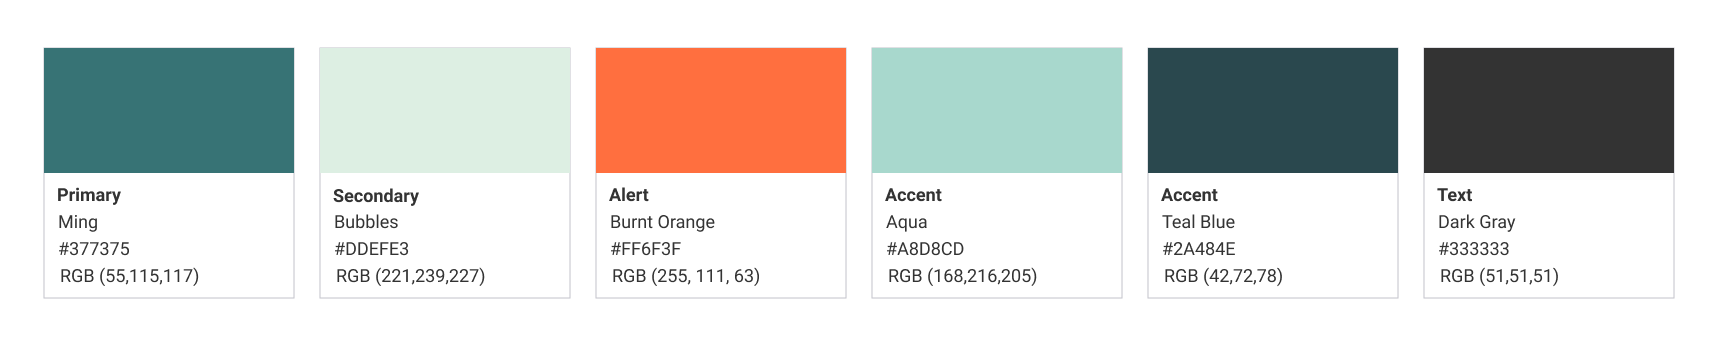 Primary
Ming
#377375
RGB (55,115,117)
Secondary
Bubbles
#DDEFE3
RGB (221,239,227)
Alert
Burnt Orange
#FF6F3F
RGB (255, 111, 63)
Accent
Aqua
#A8D8CD
RGB (168,216,205)
Accent
Teal Blue
#2A484E
RGB (42,72,78)
Text
Dark Gray
#333333
RGB (51,51,51)